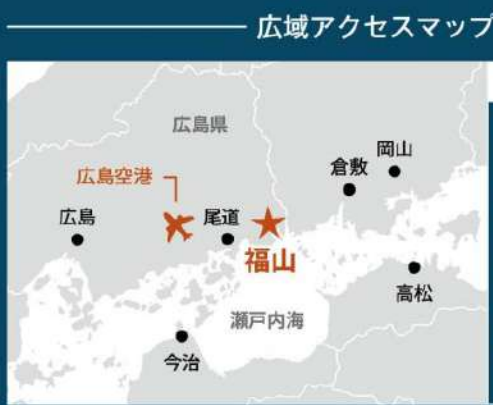 広域アクセスマップ
広島県
岡山
倉敷
広島空港
広島
尾道
福山
高松
瀬戸内海
今治